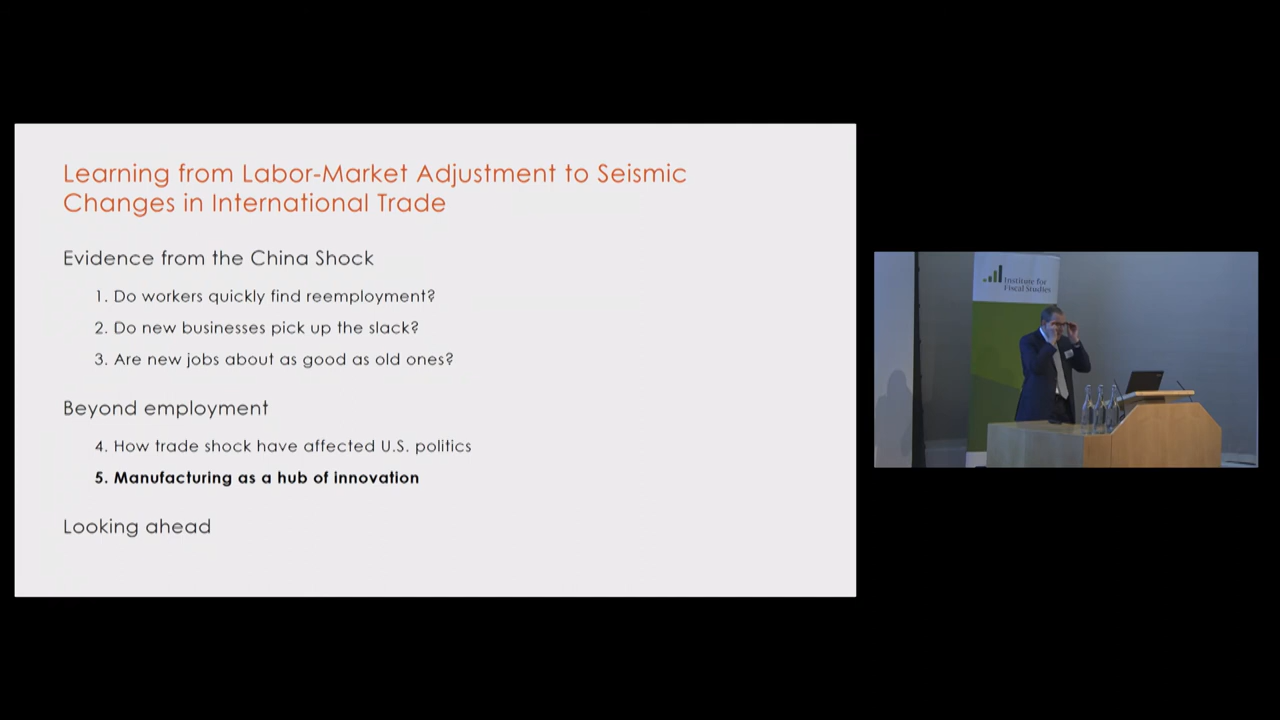 Learning from Labor-Market Adjustment to Seismic
Changes in International Trade
Evidence from the China Shock
1. Do workers quickly find reemployment?
2. Do new businesses pick up the slack?
3. Are new jobs about as good as old ones?
Beyond employment
4. How trade shock have affected U.S. politics
5. Manufacturing as a hub of innovation
Looking ahead
Institute for
Fiscal Studies